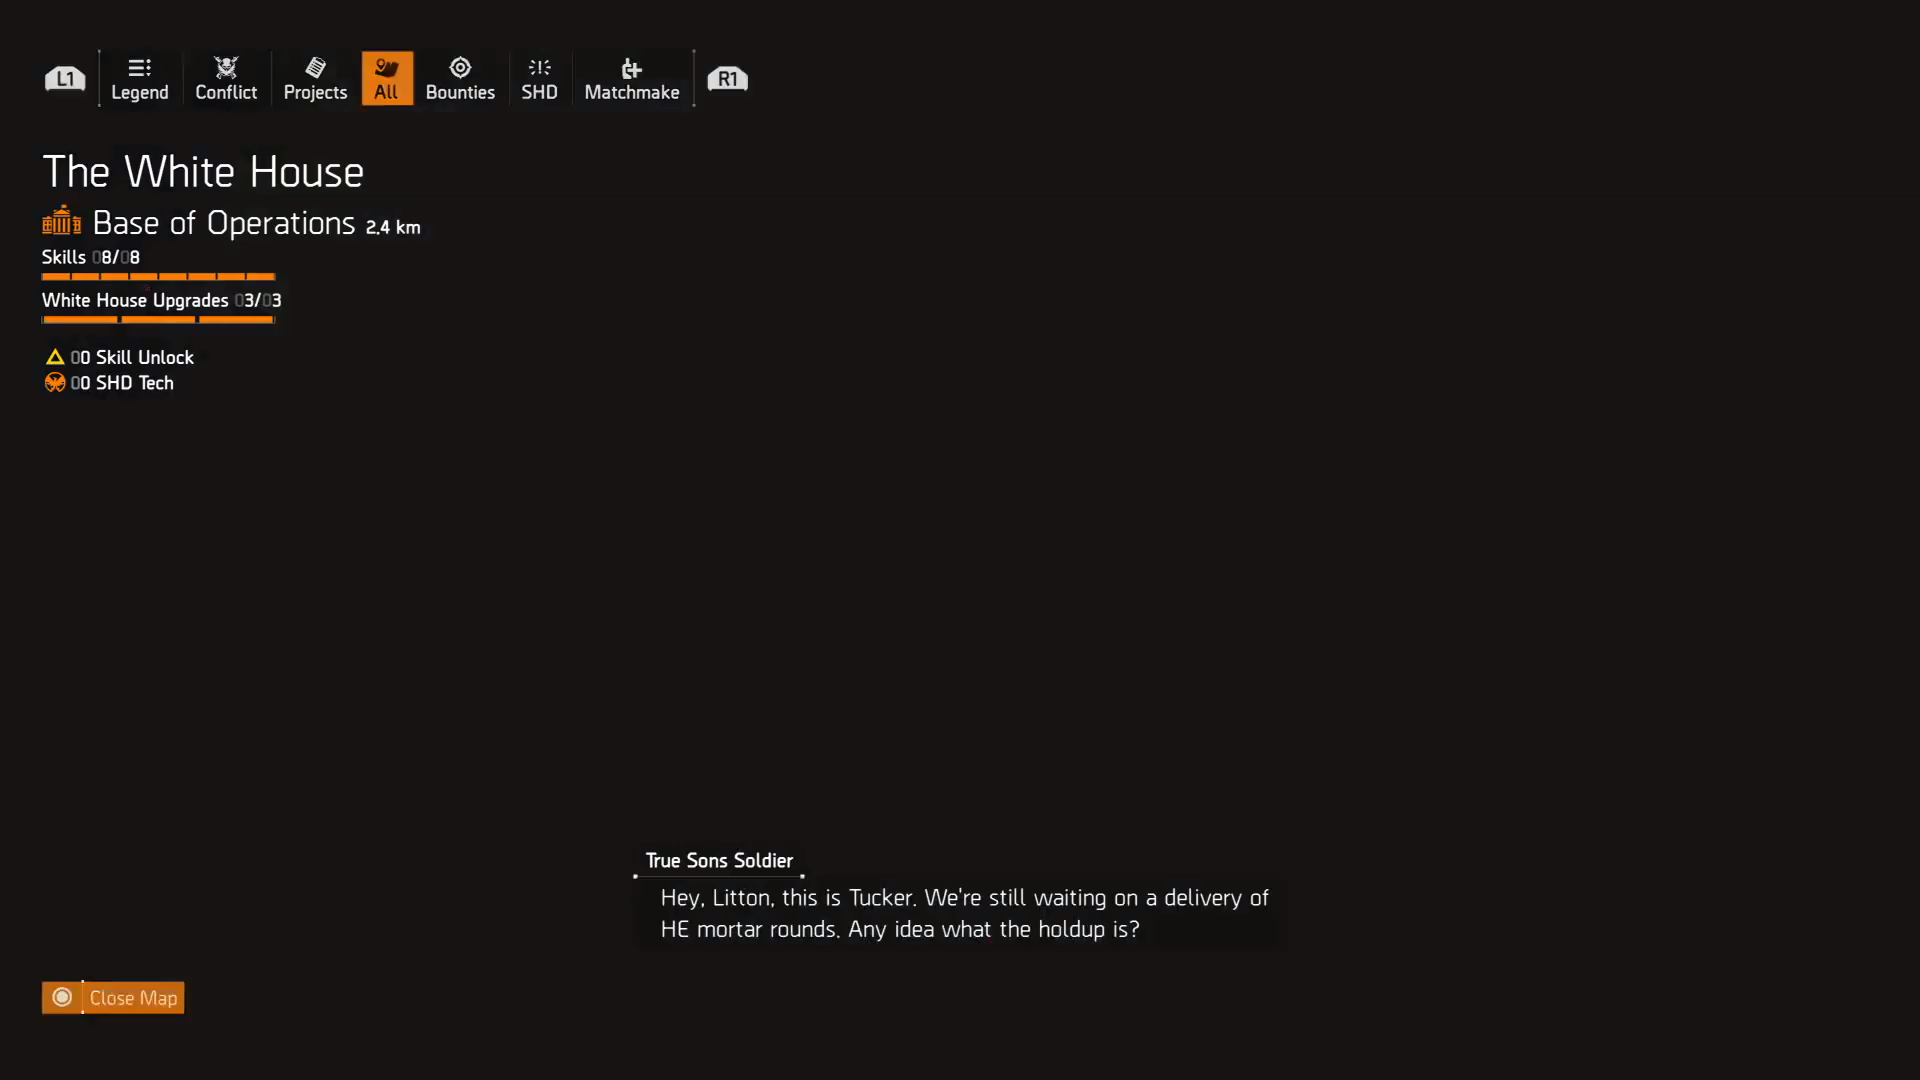 L1 Legend Conflict Projects All Bounties SHD Matchmake R1
The White House
Base of Operations 2.4 km
Skills 08/08
White House Upgrades 03/03
00 Skill Unlock
00 SHD Tech
True Sons Soldier
Hey, Litton, this is Tucker. We're still waiting on a delivery of
HE mortar rounds. Any idea what the holdup is?
Close Map